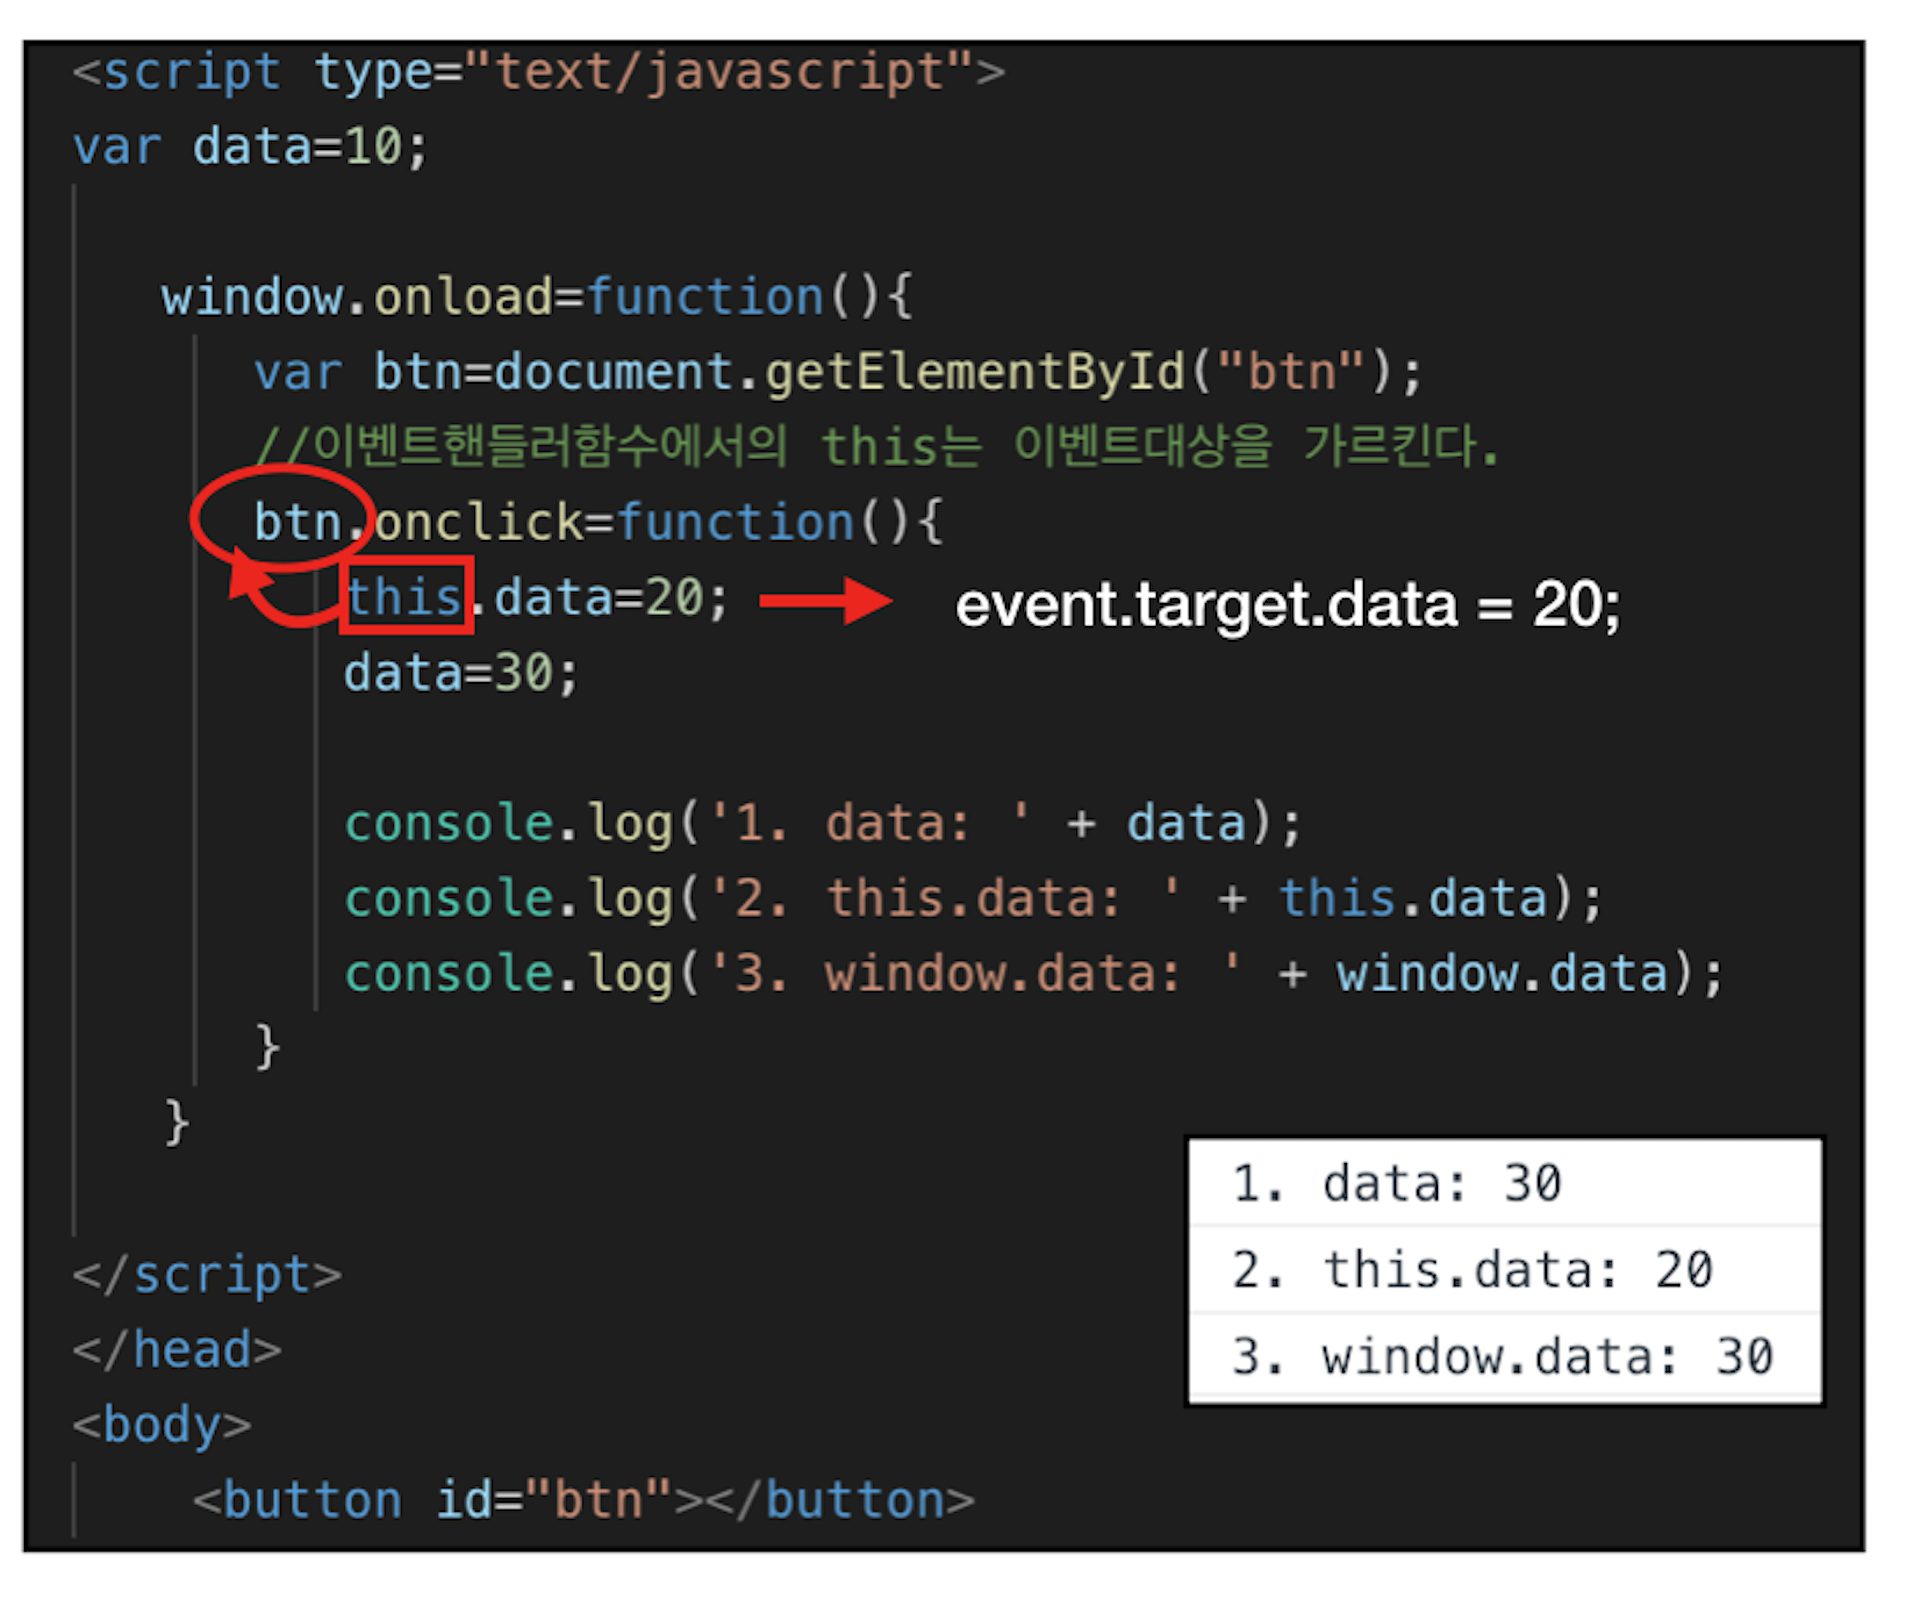 <script type="text/javascript">
var data=10;
window.onload=function(){
var btn=document.getElementById("btn");
//이벤트핸들러함수에서의 this는 이벤트대상을 가르킨다.
btn.onclick=function(){
this.data=20; event.target.data = 20;
data=30;
console.log('1. data: ' + data);
console.log('2. this.data: ' + this.data);
console.log('3. window.data: ' + window.data);
}
}
1. data: 30
2. this.data: 20
3. window.data: 30
</script>
</head>
<body>
<button id="btn"></button>